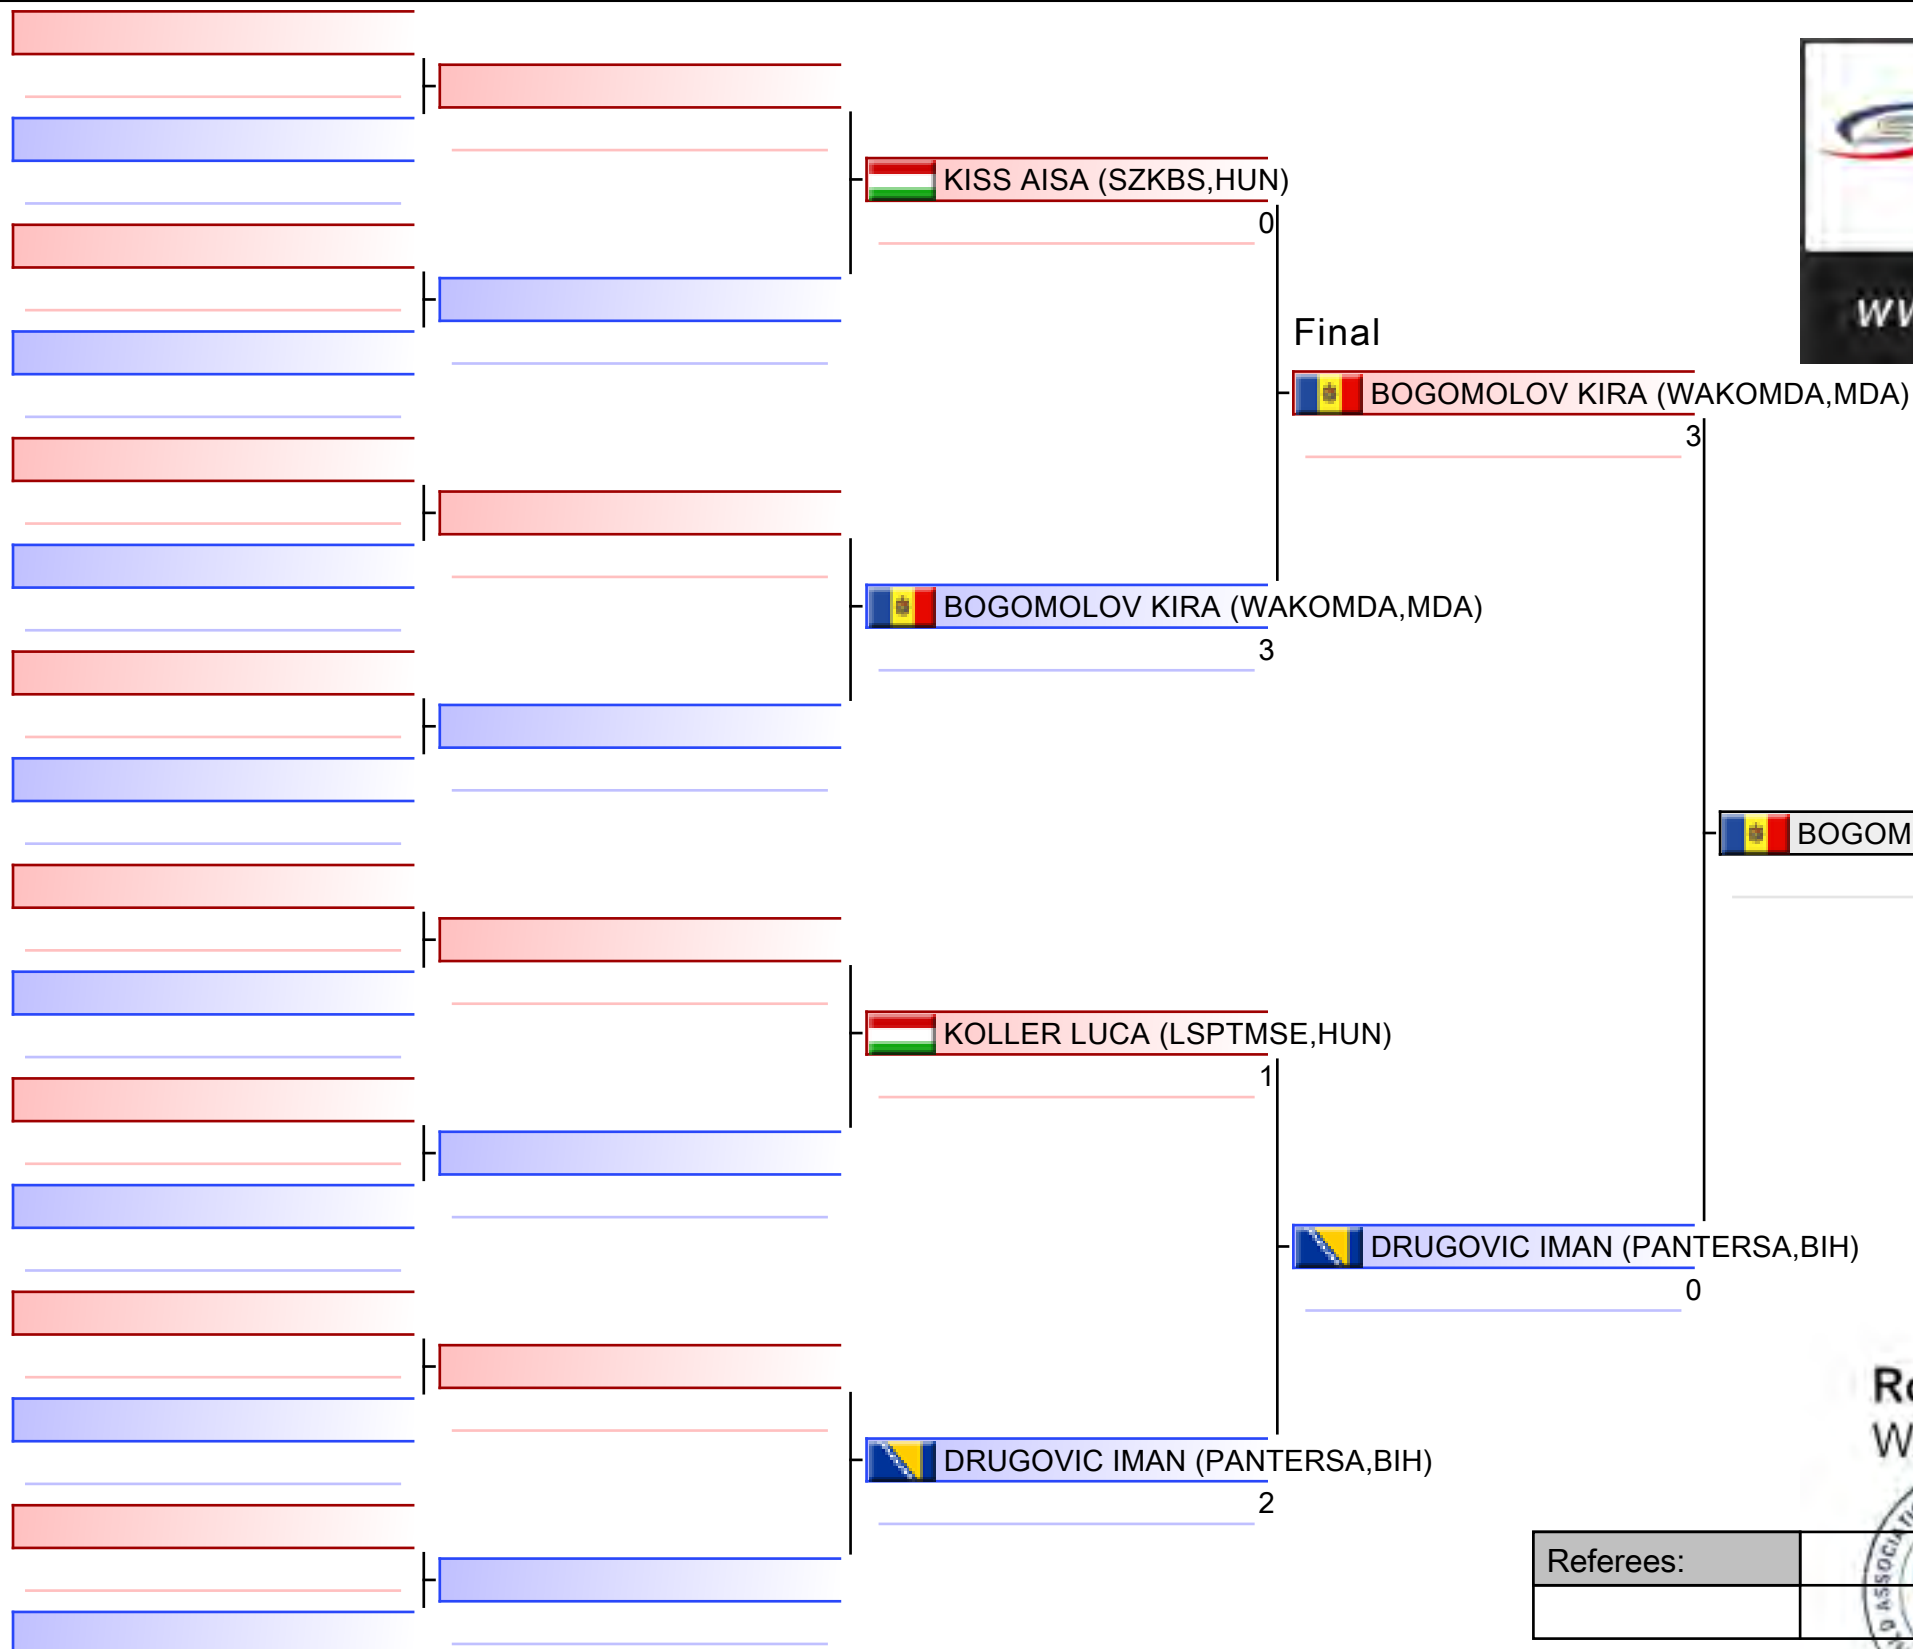 KISS AISA (SZKBS,HUN)
0
Final
BOGOMOLOV KIRA (WAKOMDA,MDA)
3
BOGOMOLOV KIRA (WAKOMDA,MDA)
3
BOGOM
KOLLER LUCA (LSPTMSE,HUN)
1
DRUGOVIC IMAN (PANTERSA,BIH)
0
DRUGOVIC IMAN (PANTERSA,BIH)
2
Referees: